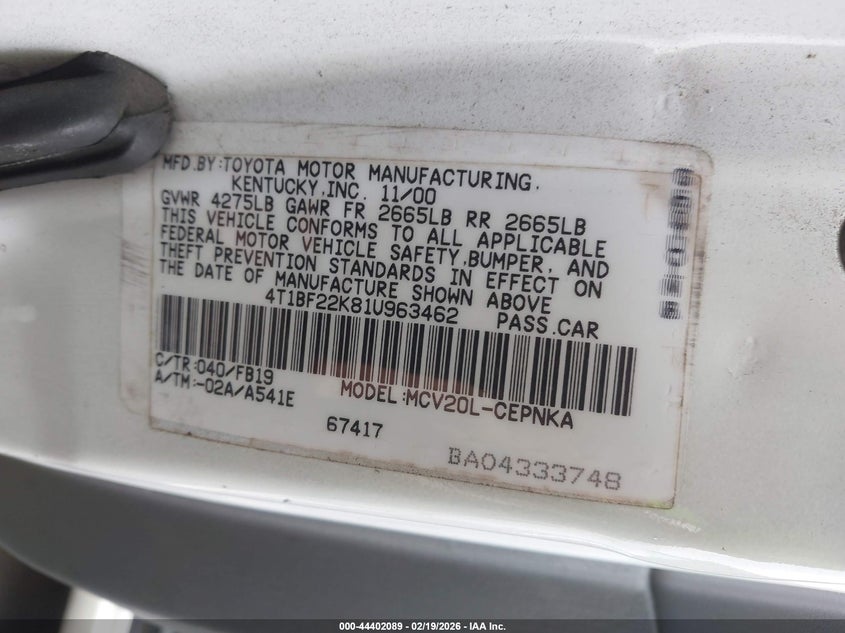 MFD.BY:TOYOTA MOTOR MANUFACTURING,
KENTUCKY,INC. 11/00
GVWR 4275LB GAWR FR 2665LB RR 2665LB
THIS VEHICLE CONFORMS TO ALL APPLICABLE
FEDERAL MOTOR VEHICLE SAFETY,BUMPER, AND
THEFT PREVENTION STANDARDS IN EFFECT ON
THE DATE OF MANUFACTURE SHOWN ABOVE
4T1BF22K81U963462 PASS.CAR
C/TR:040/FB19
A/TM:-02A/A541E MODEL:MCV20L-CEPNKA
67417
BA04333748
000-44402089 - 02/19/2026 - IAA Inc.